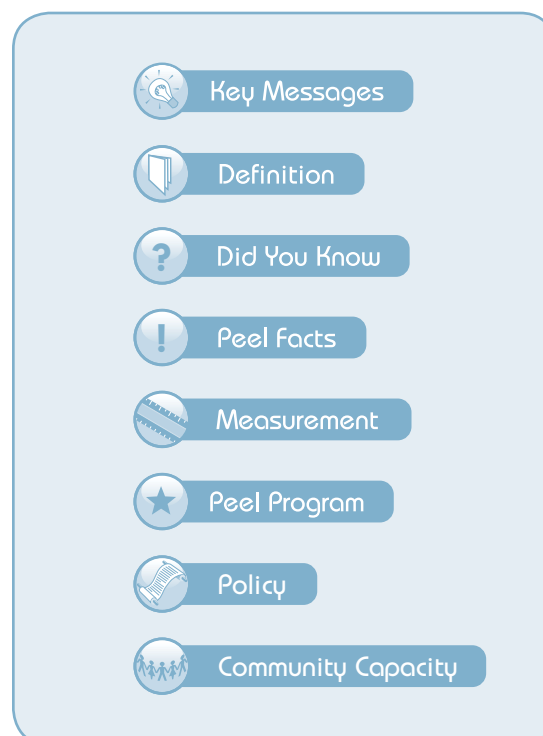 Key Messages
Definition
? Did You Know
! Peel Facts
Measurement
Peel Program
Policy
Community Capacity